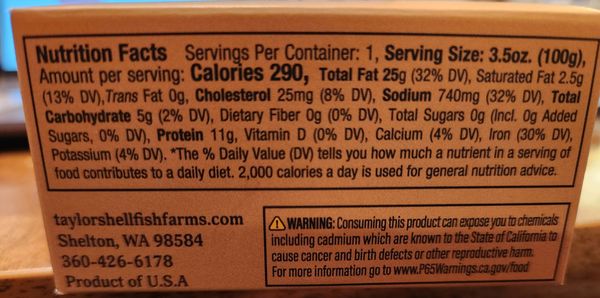 Nutrition Facts Servings Per Container: 1, Serving Size: 3.5oz. (100g),
Amount per serving: Calories 290, Total Fat 25g (32% DV), Saturated Fat 2.5g
(13% DV),Trans Fat 0g, Cholesterol 25mg (8% DV), Sodium 740mg (32% DV), Total
Carbohydrate 5g (2% DV), Dietary Fiber 0g (0% DV), Total Sugars 0g (Incl. 0g Added
Sugars, 0% DV), Protein 11g, Vitamin D (0% DV), Calcium (4% DV), Iron (30% DV),
Potassium (4% DV). *The % Daily Value (DV) tells you how much a nutrient in a serving of
food contributes to a daily diet. 2,000 calories a day is used for general nutrition advice.
taylorshellfishfarms.com
Shelton, WA 98584
360-426-6178
Product of U.S.A
⚠WARNING: Consuming this product can expose you to chemicals
including cadmium which are known to the State of California to
cause cancer and birth defects or other reproductive harm.
For more information go to www.P65Warnings.ca.gov/food